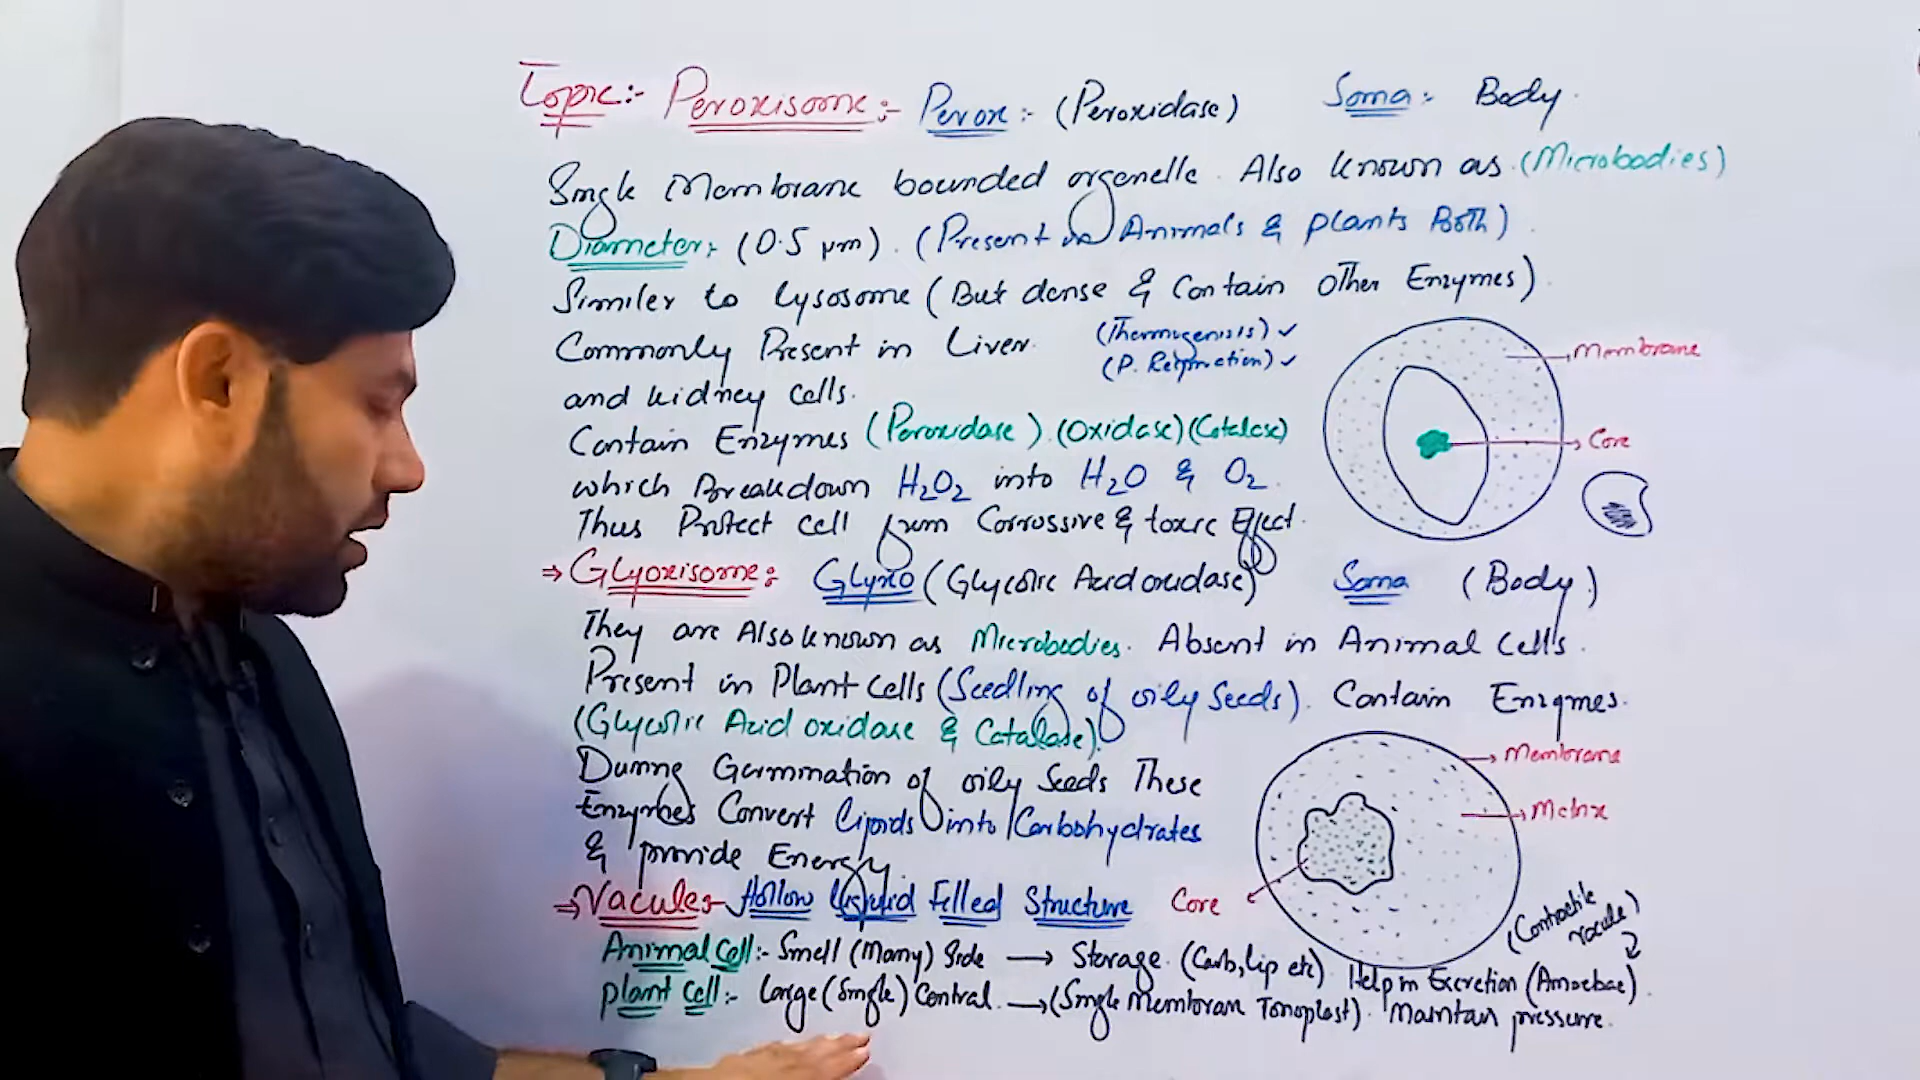 Topic:- Peroxisome:- Perox:- (Peroxidase) Soma:- Body.
Single Membrane bounded organelle. Also known as (Microbodies)
Diameter:- (0.5 μm). (Present in Animals & plants Both).
Similer to lysosome (But dense & Contain other Enzymes).
Commonly Present in Liver. (Thermogenisis) ✓
(P. Respiration) ✓
and kidney cells.
Membrane
Contain Enzymes (Peroxidase). (Oxidase) (Catalase)
Core
which Breakdown H2O2 into H2O & O2.
Thus Protect cell from Corrossive & toxic Effect.
⇒ Glyoxisome:- Glyxo (Glycolic Acid oxidase) Soma (Body)
They are Also known as Microbodies. Absent in Animal Cells.
Present in Plant Cells (Seedling of oily Seeds). Contain Enzymes.
(Glycolic Acid oxidase & Catalase).
Membrane
During Germination of oily Seeds These
Enzymes Convert lipids into Carbohydrates
Matrix
& provide Energy
⇒ Vacule:- Hollow liquid Filled Structure
Core
(Contractile vacule)
Animal Cell:- Smell (Many) Side → Storage. (Carb, lip etc). Help in Excretion (Amoebae).
plant cell:- large (Single) Central. → (Single Membrane Tonoplast). Maintain pressure.